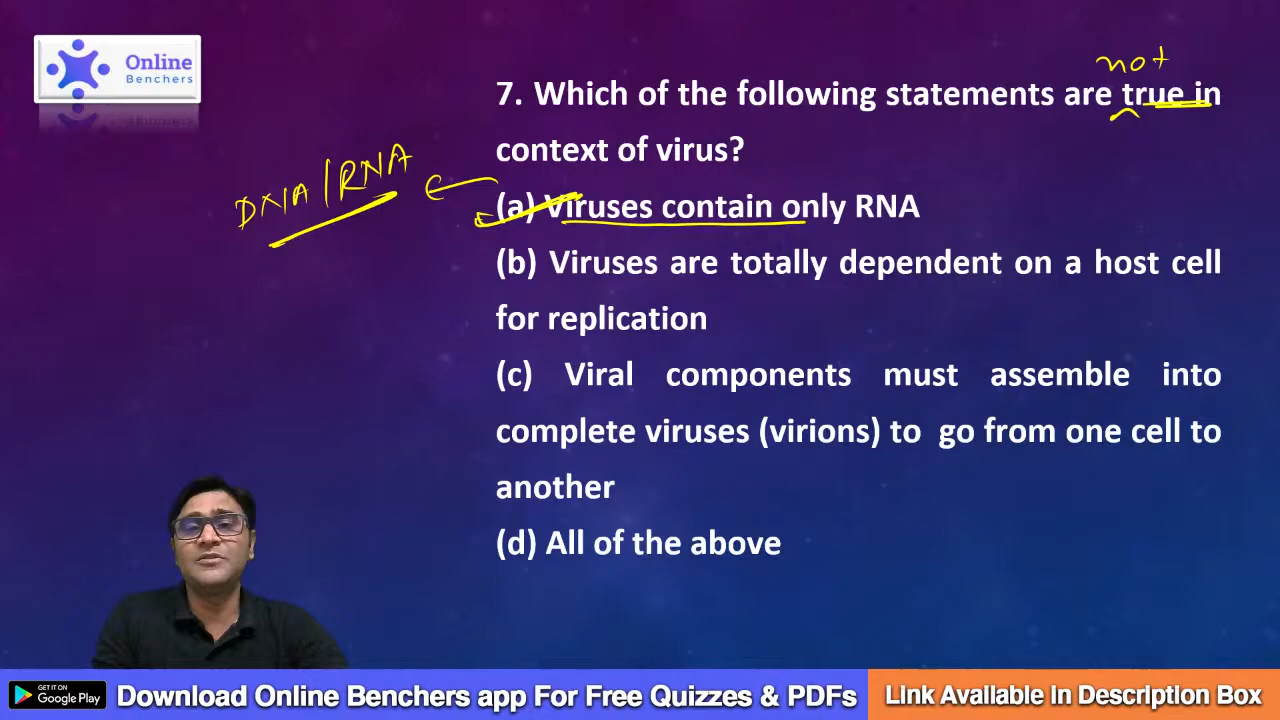 Online
Benchers
not
7. Which of the following statements are true in
context of virus?
DNA/RNA
(a) Viruses contain only RNA
(b) Viruses are totally dependent on a host cell
for replication
(c) Viral components must assemble into
complete viruses (virions) to go from one cell to
another
(d) All of the above
GET IT ON
Google Play
Download Online Benchers app For Free Quizzes & PDFs
Link Available In Description Box